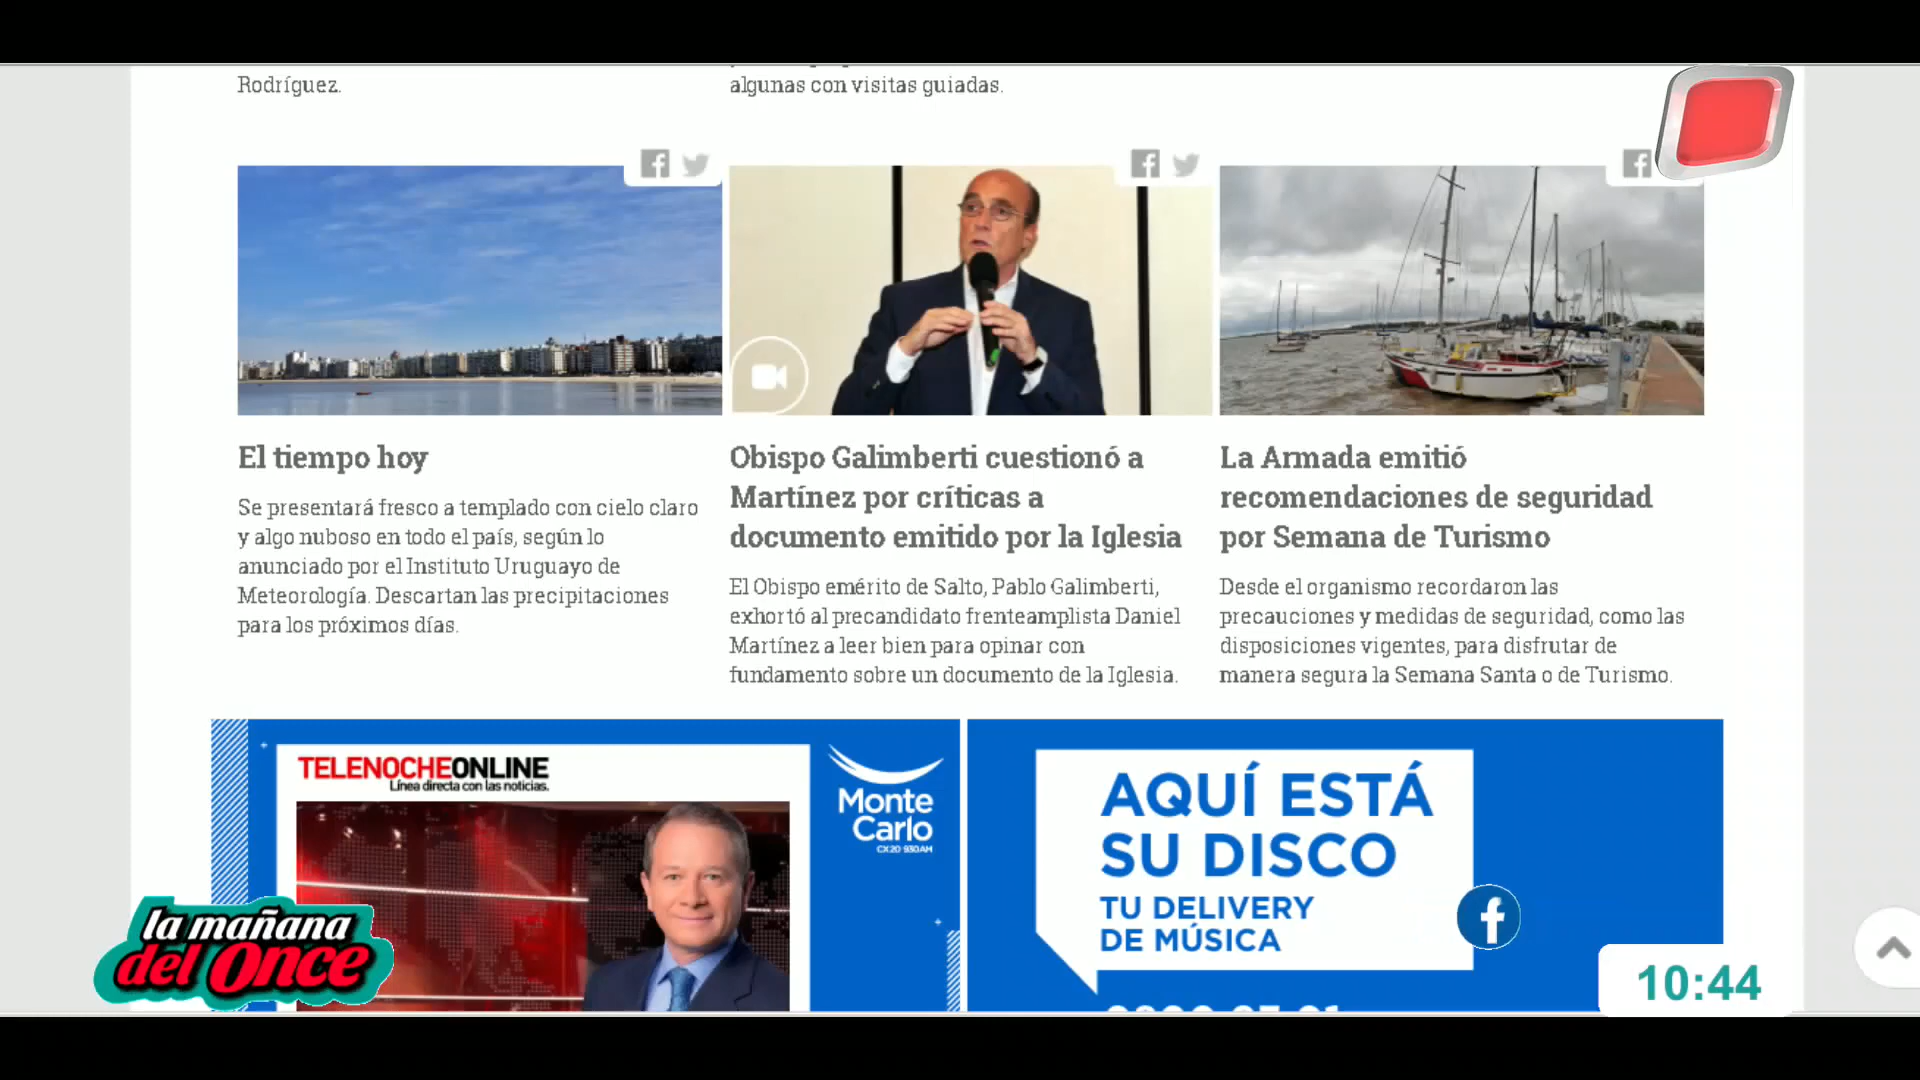 Rodríguez.
algunas con visitas guiadas.
El tiempo hoy
Se presentará fresco a templado con cielo claro
y algo nuboso en todo el país, según lo
anunciado por el Instituto Uruguayo de
Meteorología. Descartan las precipitaciones
para los próximos días.
Obispo Galimberti cuestionó a
Martínez por críticas a
documento emitido por la Iglesia
El Obispo emérito de Salto, Pablo Galimberti,
exhortó al precandidato frenteamplista Daniel
Martínez a leer bien para opinar con
fundamento sobre un documento de la Iglesia.
La Armada emitió
recomendaciones de seguridad
por Semana de Turismo
Desde el organismo recordaron las
precauciones y medidas de seguridad, como las
disposiciones vigentes, para disfrutar de
manera segura la Semana Santa o de Turismo.
TELENOCHEONLINE
Línea directa con las noticias.
Monte
Carlo
CX20 930AM
AQUÍ ESTÁ
SU DISCO
TU DELIVERY
DE MÚSICA
la mañana
del Once
10:44